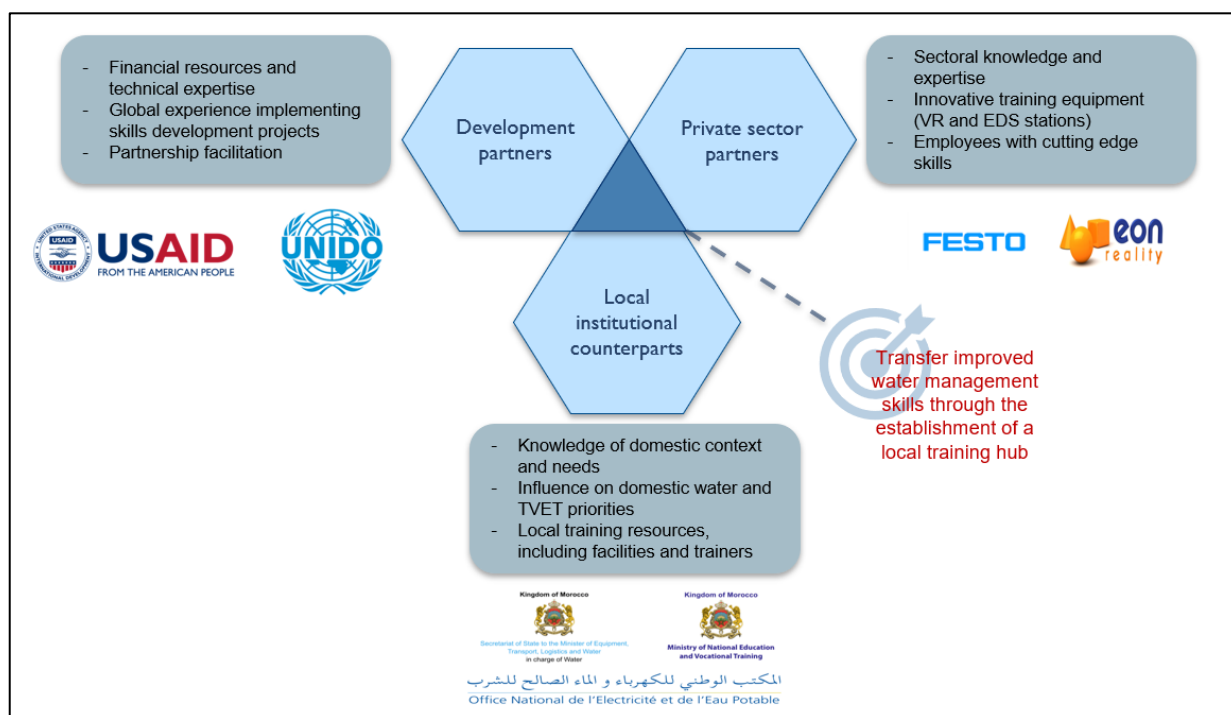 - Financial resources and
technical expertise
- Global experience implementing
skills development projects
- Partnership facilitation
Development
partners
Private sector
partners
- Sectoral knowledge and
expertise
- Innovative training equipment
(VR and EDS stations)
- Employees with cutting edge
skills
UNITED STATES AGENCY
USAID
INTERNATIONAL DEVELOPMENT
USAID
FROM THE AMERICAN PEOPLE
UNIDO
FESTO
eon
reality
Local
institutional
counterparts
Transfer improved
water management
skills through the
establishment of a
local training hub
- Knowledge of domestic context
and needs
- Influence on domestic water and
TVET priorities
- Local training resources,
including facilities and trainers
Kingdom of Morocco
Secretariat of State to the Minister of Equipment,
Transport, Logistics and Water
in charge of Water
Kingdom of Morocco
Ministry of National Education
and Vocational Training
المكتب الوطني للكهرباء و الماء الصالح للشرب
Office National de l'Electricité et de l'Eau Potable